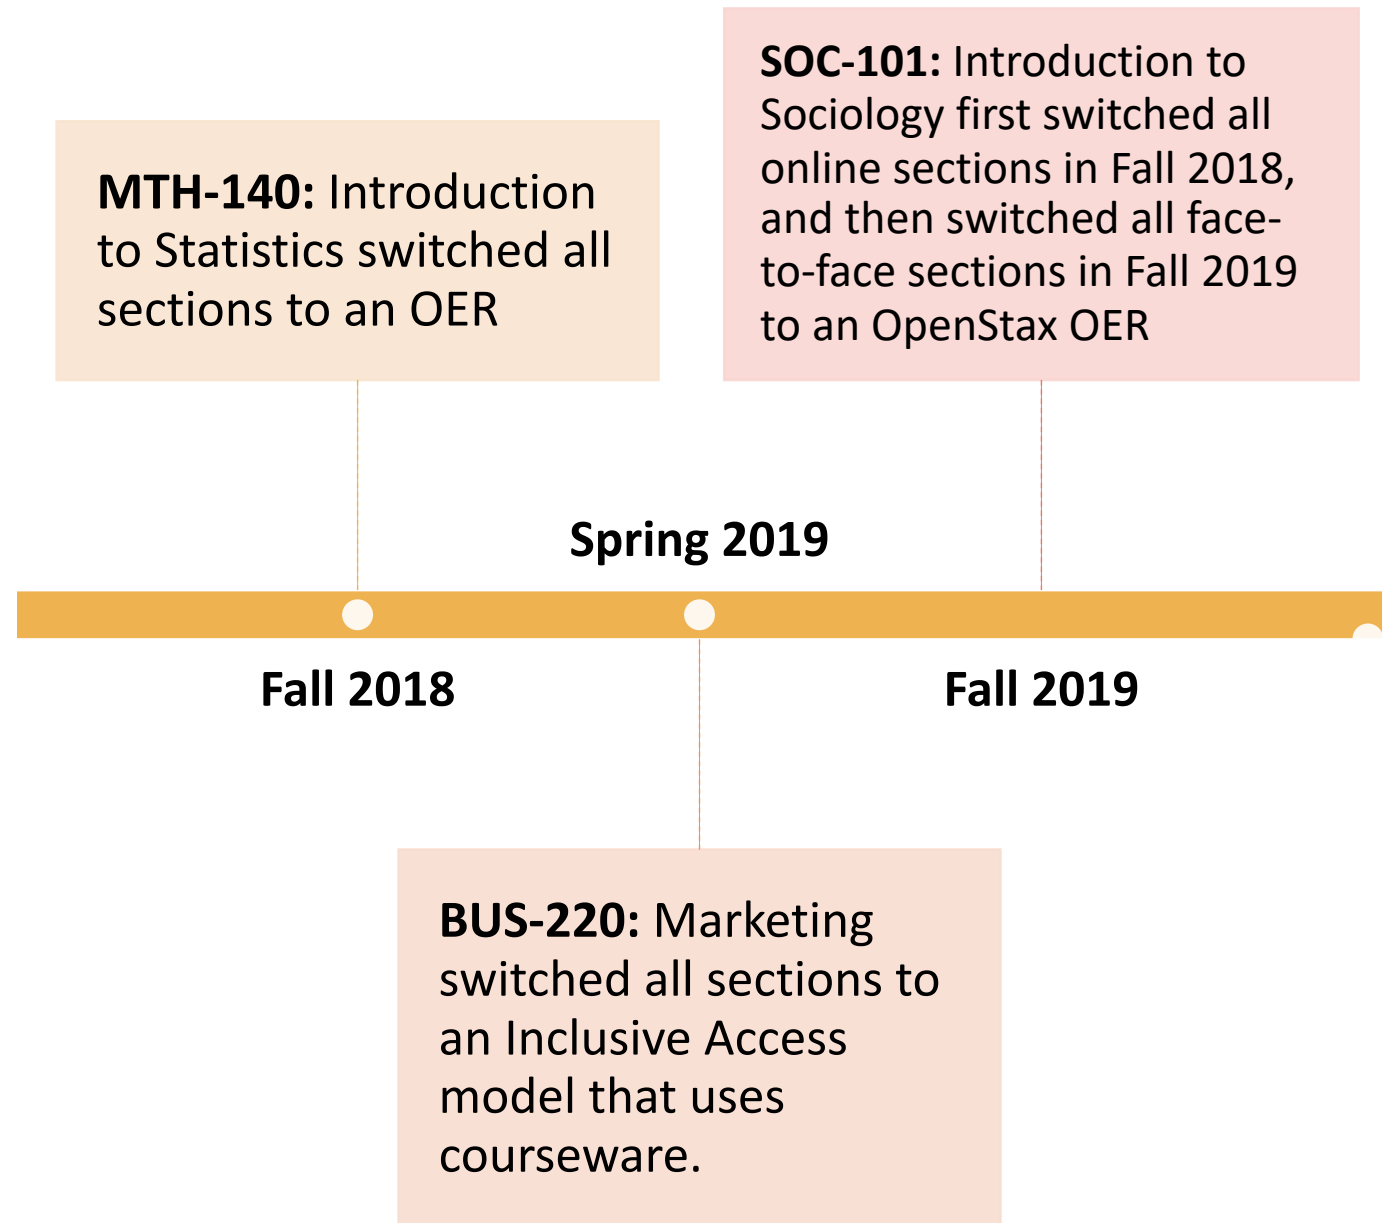 MTH-140: Introduction
to Statistics switched all
sections to an OER
SOC-101: Introduction to
Sociology first switched all
online sections in Fall 2018,
and then switched all face-
to-face sections in Fall 2019
to an OpenStax OER
Spring 2019
Fall 2018
Fall 2019
BUS-220: Marketing
switched all sections to
an Inclusive Access
model that uses
courseware.